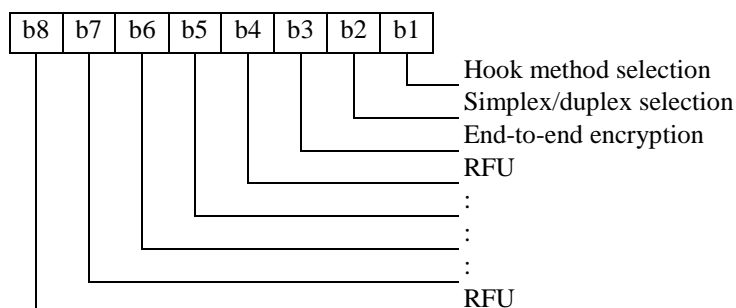 b8 b7 b6 b5 b4 b3 b2 b1
Hook method selection
Simplex/duplex selection
End-to-end encryption
RFU
:
:
:
RFU